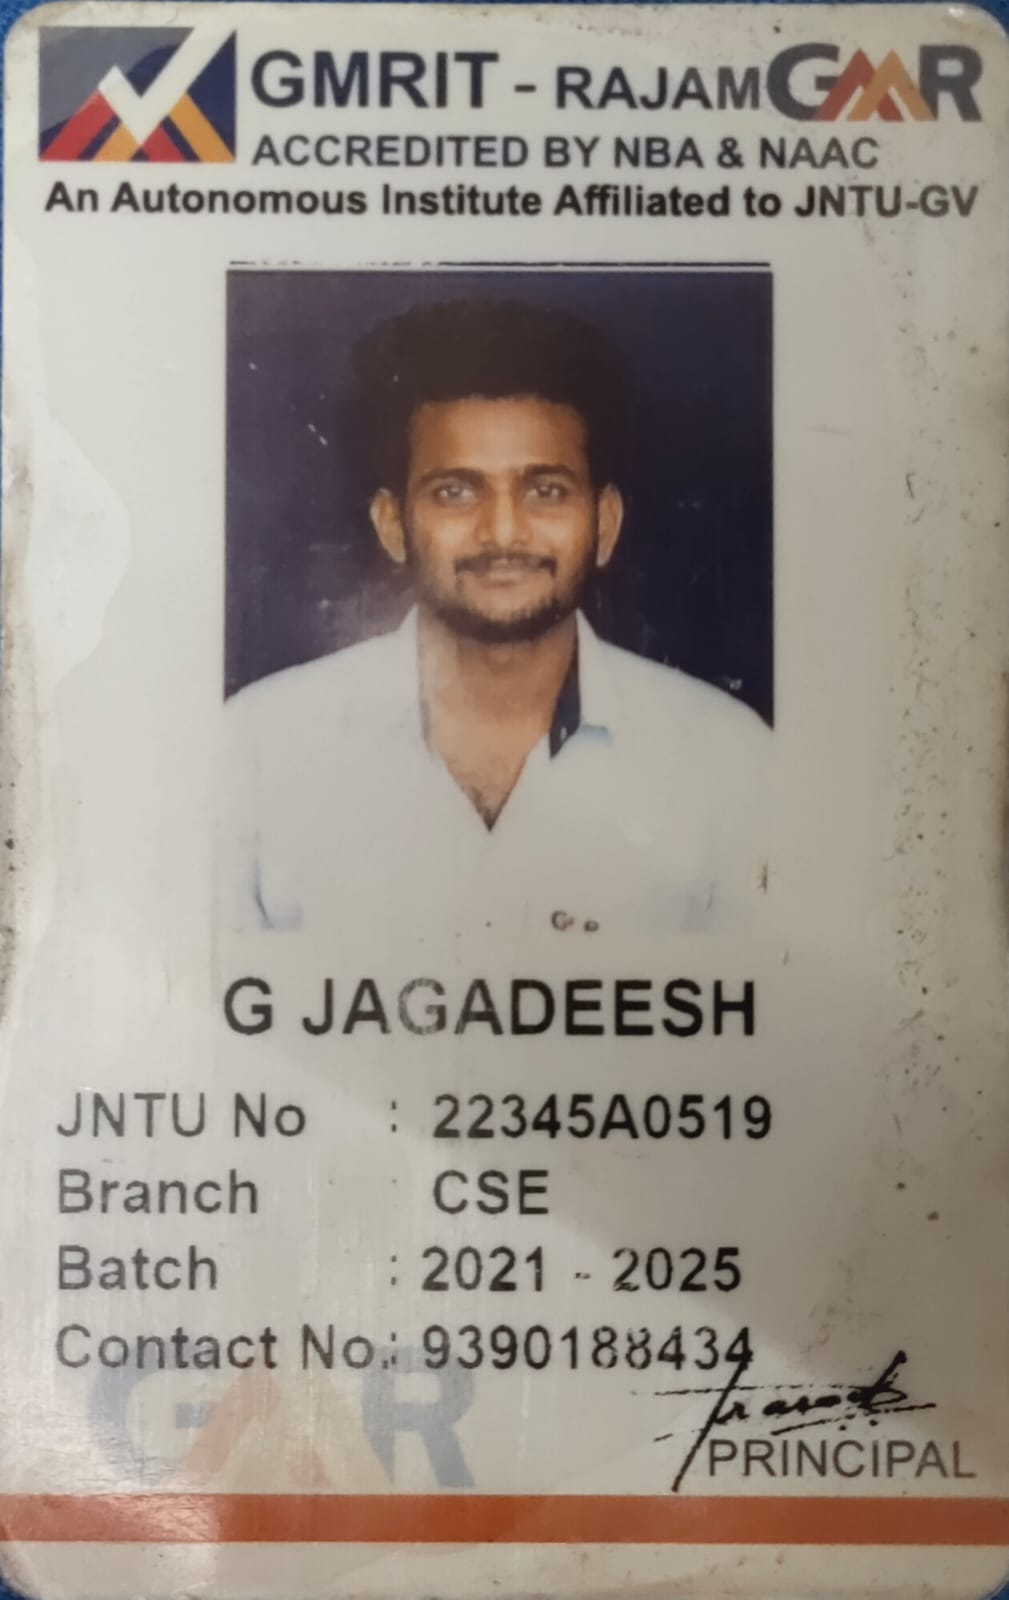 GMRIT - RAJAM GMR
ACCREDITED BY NBA & NAAC
An Autonomous Institute Affiliated to JNTU-GV
G JAGADEESH
JNTU No : 22345A0519
Branch : CSE
Batch : 2021 - 2025
Contact No.: 9390188434
GMR
PRINCIPAL